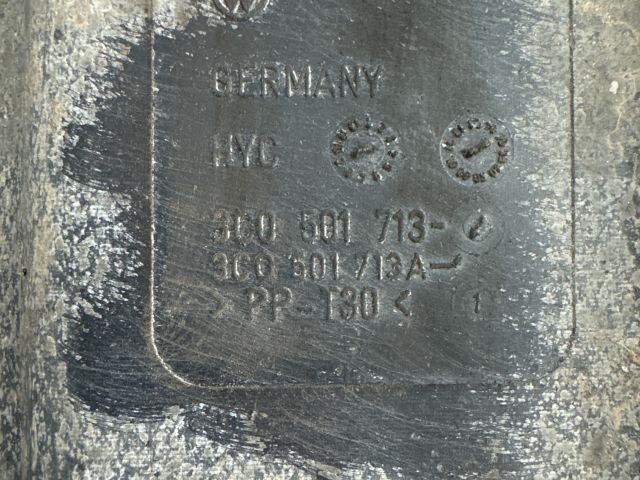 GERMANY
HYC
3C0 501 713-
3C0 501 713A-
> PP-T30 < 1